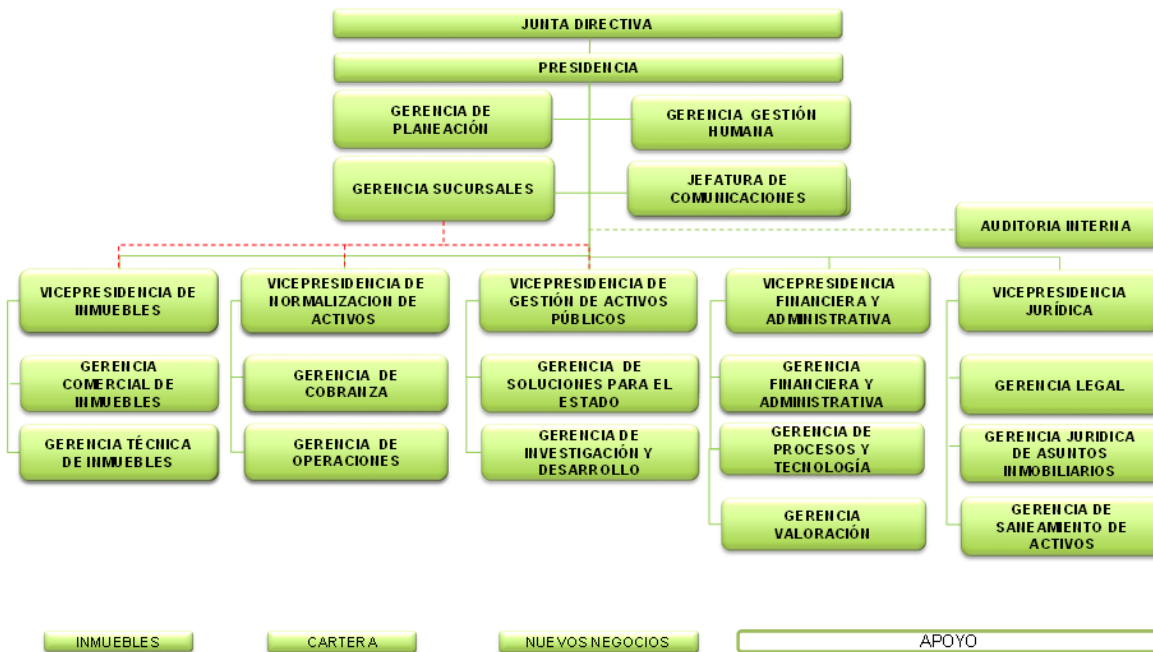 JUNTA DIRECTIVA
PRESIDENCIA
GERENCIA DE
PLANEACIÓN
GERENCIA GESTIÓN
HUMANA
GERENCIA SUCURSALES
JEFATURA DE
COMUNICACIONES
AUDITORIA INTERNA
VICEPRESIDENCIA DE
INMUEBLES
VICEPRESIDENCIA DE
NORMALIZACION DE
ACTIVOS
VICEPRESIDENCIA DE
GESTIÓN DE ACTIVOS
PÚBLICOS
VICEPRESIDENCIA
FINANCIERA Y
ADMINISTRATIVA
VICEPRESIDENCIA
JURÍDICA
GERENCIA
COMERCIAL DE
INMUEBLES
GERENCIA DE
COBRANZA
GERENCIA DE
SOLUCIONES PARA EL
ESTADO
GERENCIA
FINANCIERA Y
ADMINISTRATIVA
GERENCIA LEGAL
GERENCIA TÉCNICA
DE INMUEBLES
GERENCIA DE
OPERACIONES
GERENCIA DE
INVESTIGACIÓN Y
DESARROLLO
GERENCIA DE
PROCESOS Y
TECNOLOGÍA
GERENCIA JURIDICA
DE ASUNTOS
INMOBILIARIOS
GERENCIA
VALORACIÓN
GERENCIA DE
SANEAMIENTO DE
ACTIVOS
INMUEBLES
CARTERA
NUEVOS NEGOCIOS
APOYO